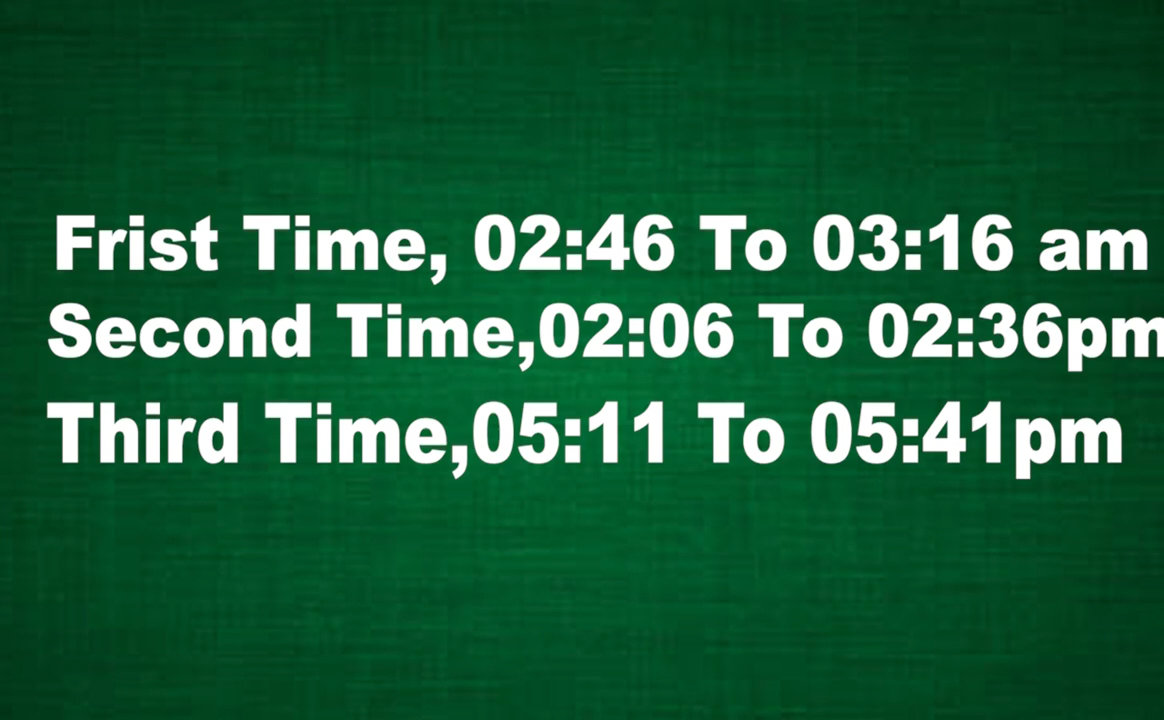 Frist Time, 02:46 To 03:16 am
Second Time,02:06 To 02:36pm
Third Time,05:11 To 05:41pm